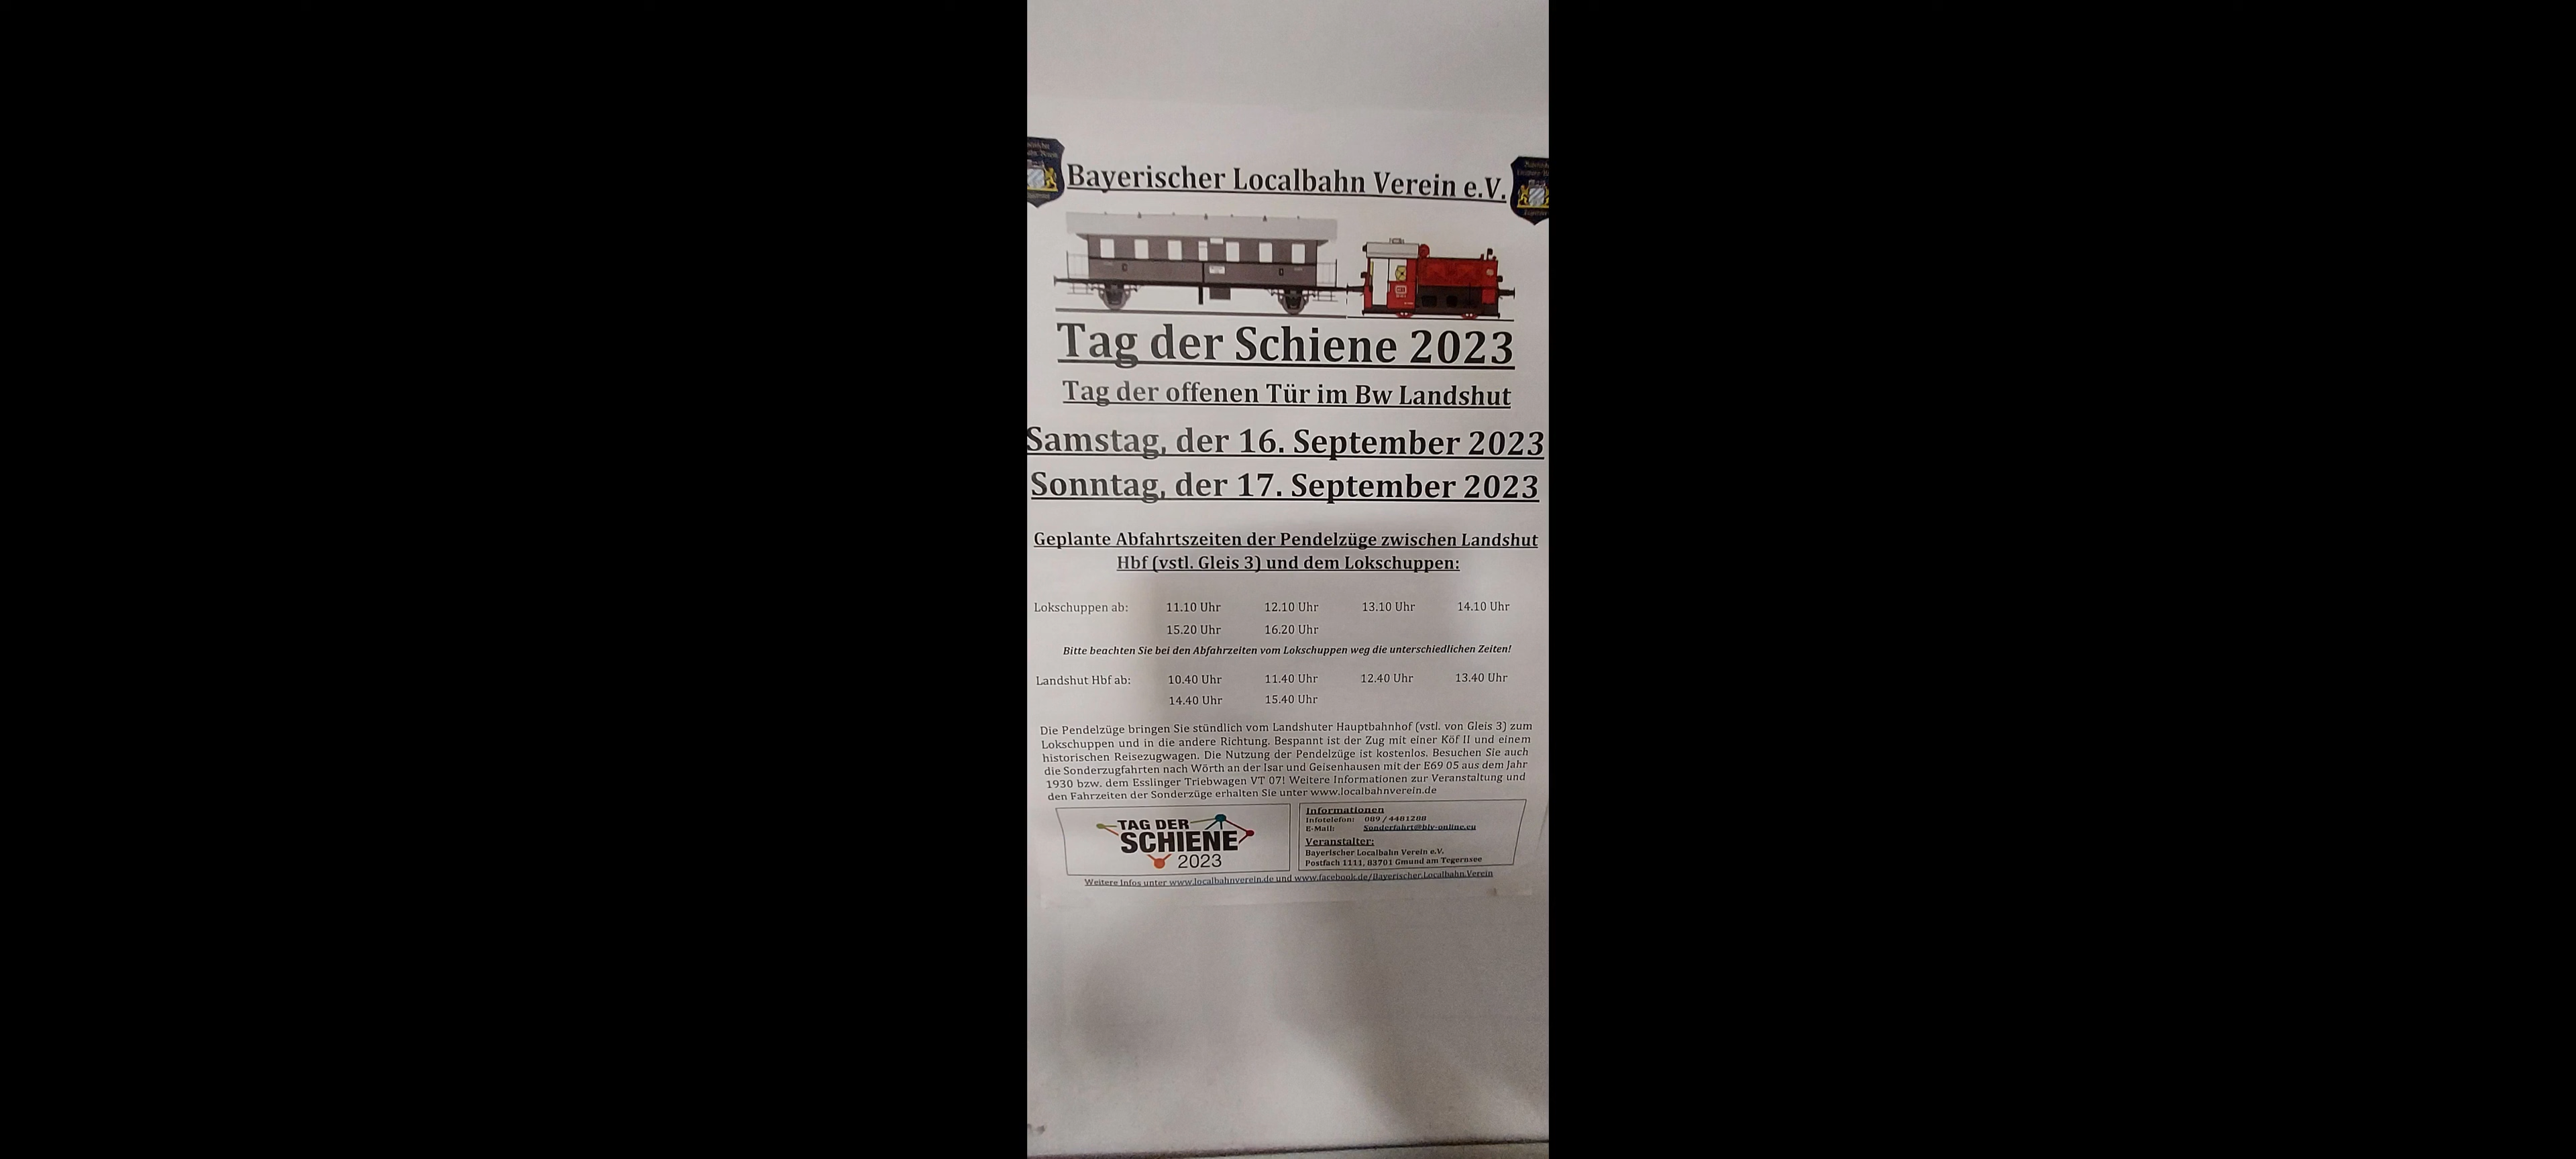 Bayerischer Localbahn Verein e.V.
Tag der Schiene 2023
Tag der offenen Tür im Bw Landshut
Samstag, der 16. September 2023
Sonntag, der 17. September 2023
Geplante Abfahrtszeiten der Pendelzüge zwischen Landshut
Hbf (vstl. Gleis 3) und dem Lokschuppen:
Lokschuppen ab: 11.10 Uhr 12.10 Uhr 13.10 Uhr 14.10 Uhr
15.20 Uhr 16.20 Uhr
Bitte beachten Sie bei den Abfahrzeiten vom Lokschuppen weg die unterschiedlichen Zeiten!
Landshut Hbf ab: 10.40 Uhr 11.40 Uhr 12.40 Uhr 13.40 Uhr
14.40 Uhr 15.40 Uhr
Die Pendelzüge bringen Sie stündlich vom Landshuter Hauptbahnhof (vstl. von Gleis 3) zum
Lokschuppen und in die andere Richtung. Bespannt ist der Zug mit einer Köf II und einem
historischen Reisezugwagen. Die Nutzung der Pendelzüge ist kostenlos. Besuchen Sie auch
die Sonderzugfahrten nach Wörth an der Isar und Geisenhausen mit der E69 05 aus dem Jahr
1930 bzw. dem Esslinger Triebwagen VT 07! Weitere Informationen zur Veranstaltung und
den Fahrzeiten der Sonderzüge erhalten Sie unter www.localbahnverein.de
TAG DER
SCHIENE
2023
Informationen
Infotelefon: 089 / 4481288
E-Mail: Sonderfahrt@blv-online.eu
Veranstalter:
Bayerischer Localbahn Verein e.V.
Postfach 1111, 83701 Gmund am Tegernsee
Weitere Infos unter www.localbahnverein.de und www.facebook.de/Bayerischer.Localbahn.Verein